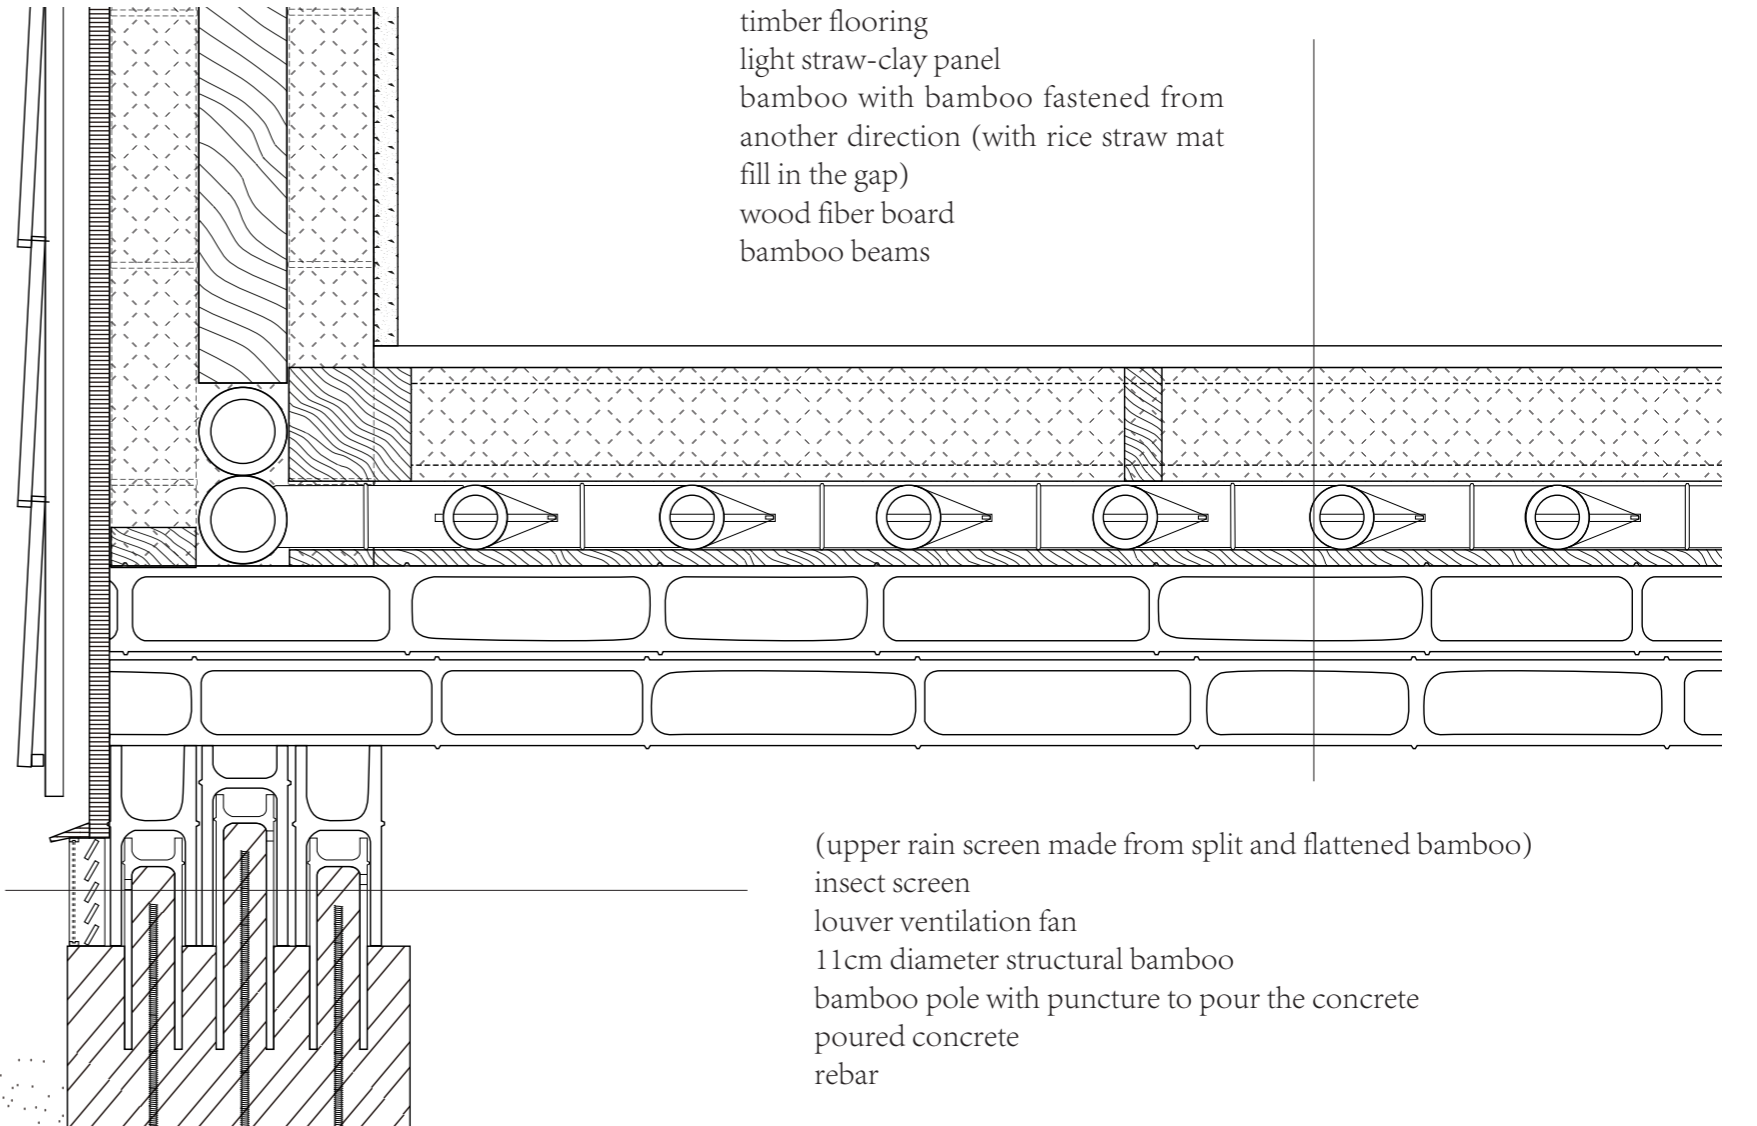 timber flooring
light straw-clay panel
bamboo with bamboo fastened from
another direction (with rice straw mat
fill in the gap)
wood fiber board
bamboo beams
(upper rain screen made from split and flattened bamboo)
insect screen
louver ventilation fan
11cm diameter structural bamboo
bamboo pole with puncture to pour the concrete
poured concrete
rebar